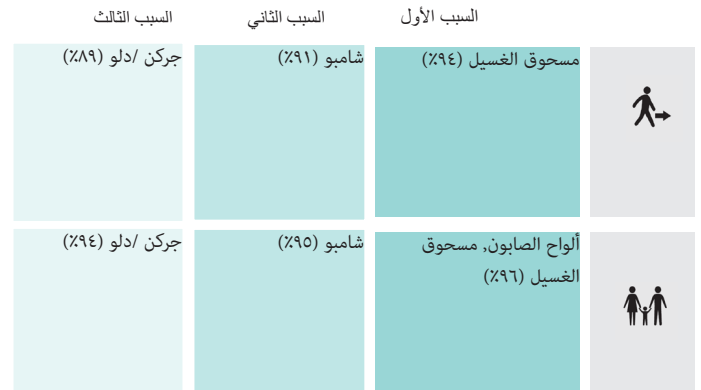 السبب الأول
السبب الثاني
السبب الثالث
مسحوق الغسيل (٩٤٪)
شامبو (٩١٪)
جركن /دلو (٨٩٪)
ألواح الصابون, مسحوق
الغسيل (٩٦٪)
شامبو (٩٥٪)
جركن /دلو (٩٤٪)